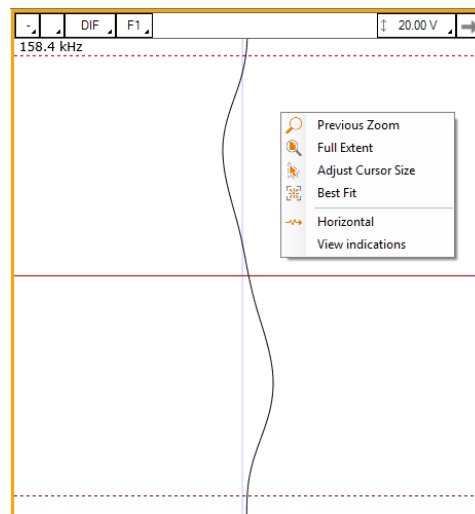 - DIF F1 20.00 V
158.4 kHz
Previous Zoom
Full Extent
Adjust Cursor Size
Best Fit
Horizontal
View indications